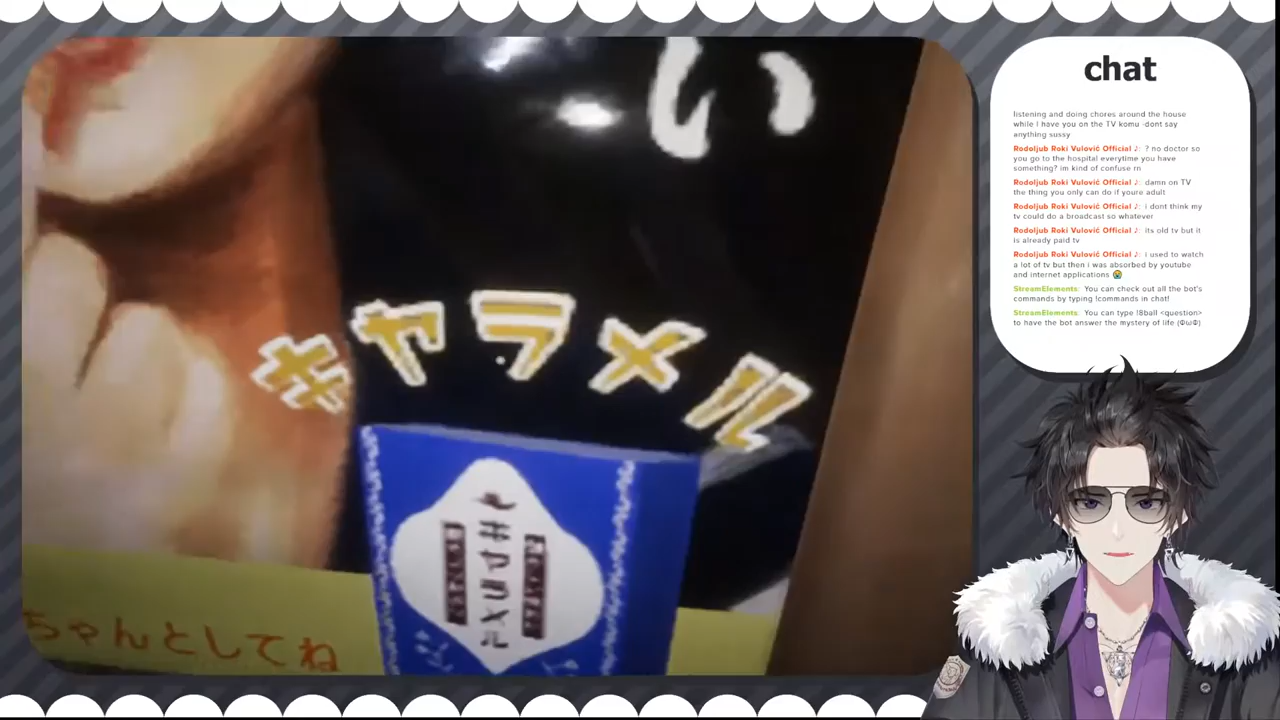 い
キャラメル
ちゃんとしてね
chat
listening and doing chores around the house
while I have you on the TV komu -dont say
anything sussy
Rodoljub Roki Vulović Official ♪: ? no doctor so
you go to the hospital everytime you have
something? im kind of confuse rn
Rodoljub Roki Vulović Official ♪: damn on TV
the thing you only can do if youre adult
Rodoljub Roki Vulović Official ♪: i dont think my
tv could do a broadcast so whatever
Rodoljub Roki Vulović Official ♪: its old tv but it
is already paid tv
Rodoljub Roki Vulović Official ♪: i used to watch
a lot of tv but then i was absorbed by youtube
and internet applications 😭
StreamElements: You can check out all the bot's
commands by typing !commands in chat!
StreamElements: You can type !8ball <question>
to have the bot answer the mystery of life (ΦωΦ)